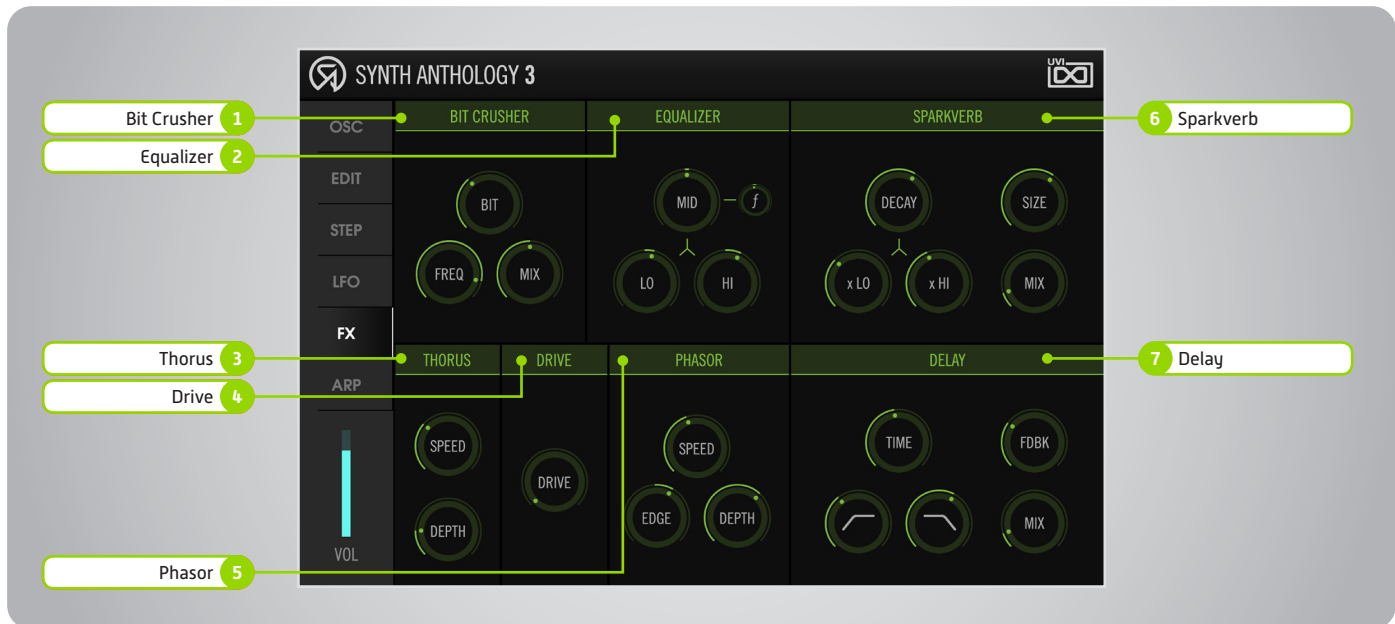 SYNTH ANTHOLOGY 3
UVI
Bit Crusher 1
Equalizer 2
Thorus 3
Drive 4
Phasor 5
6 Sparkverb
7 Delay
OSC
EDIT
STEP
LFO
FX
ARP
VOL
BIT CRUSHER
BIT
FREQ
MIX
EQUALIZER
MID
f
LO
HI
SPARKVERB
DECAY
SIZE
x LO
x HI
MIX
THORUS
SPEED
DEPTH
DRIVE
DRIVE
PHASOR
SPEED
EDGE
DEPTH
DELAY
TIME
FDBK
MIX